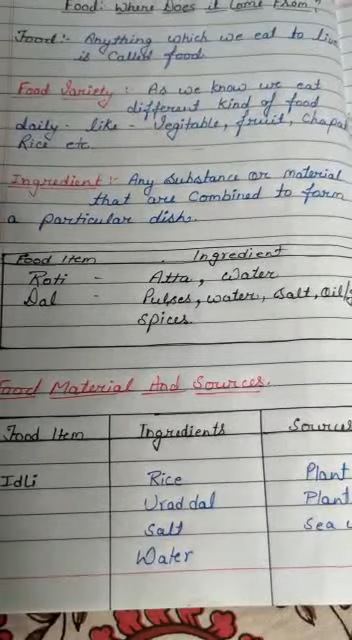 Food: Where Does it Come From?
Food:- Anything which we eat to live
is Called food.
Food Variety: As we know we eat
different kind of food
daily - like - Vegitable, fruit, Chapat
Rice etc.
Ingredient:- Any substance or material
that are combined to form
a particular dish.
Food Item Ingredient
Roti - Atta, Water
Dal - Pulses, water, Salt, Oil/
Spices.
Food Material And Sources.
Food Item Ingredients Sources
Idli Rice Plant
Urad dal Plant
Salt Sea
Water